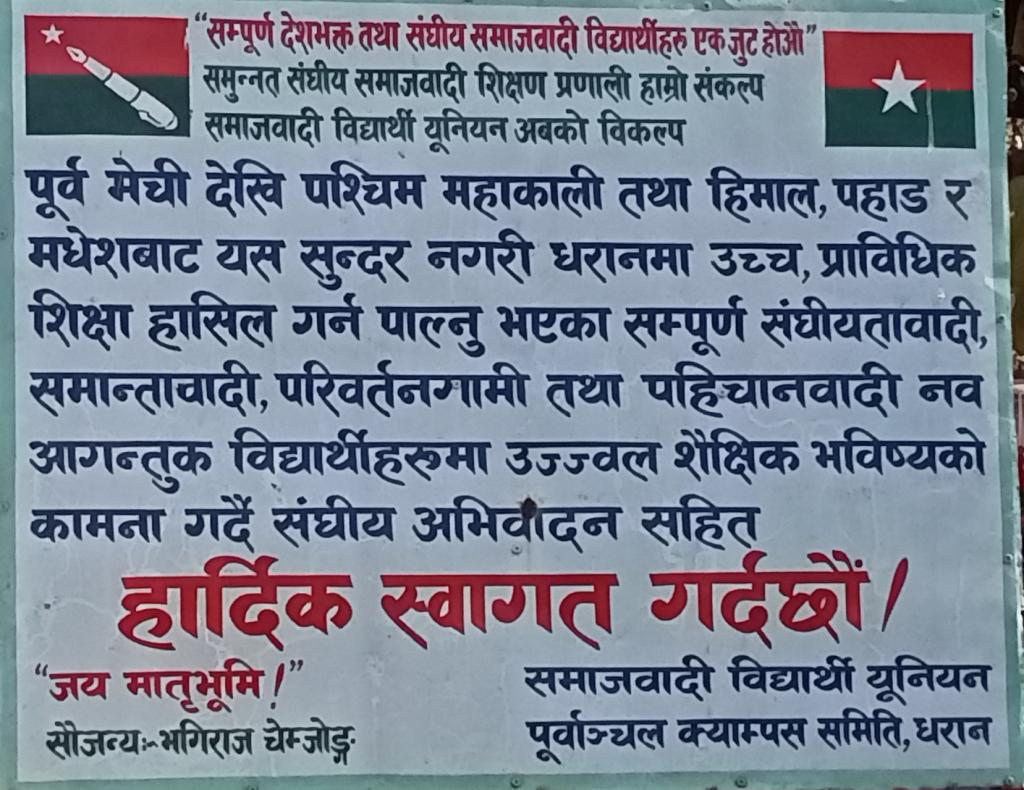 “सम्पूर्ण देशभक्त तथा संघीय समाजवादी विद्यार्थीहरु एक जुट होऔं”
समुन्नत संघीय समाजवादी शिक्षण प्रणाली हाम्रो संकल्प
समाजवादी विद्यार्थी यूनियन अबको विकल्प
पूर्व मेची देखि पश्चिम महाकाली तथा हिमाल, पहाड र
मधेशबाट यस सुन्दर नगरी धरानमा उच्च, प्राविधिक
शिक्षा हासिल गर्न पाल्नु भएका सम्पूर्ण संघीयतावादी,
समान्तावादी, परिवर्तनगामी तथा पहिचानवादी नव
आगन्तुक विद्यार्थीहरूमा उज्ज्वल शैक्षिक भविष्यको
कामना गर्दै संघीय अभिवादन सहित
हार्दिक स्वागत गर्दछौं!
“जय मातृभूमि!”
सौजन्यः- भगिराज चेम्जोङ्ग
समाजवादी विद्यार्थी यूनियन
पूर्वाञ्चल क्याम्पस समिति, धरान